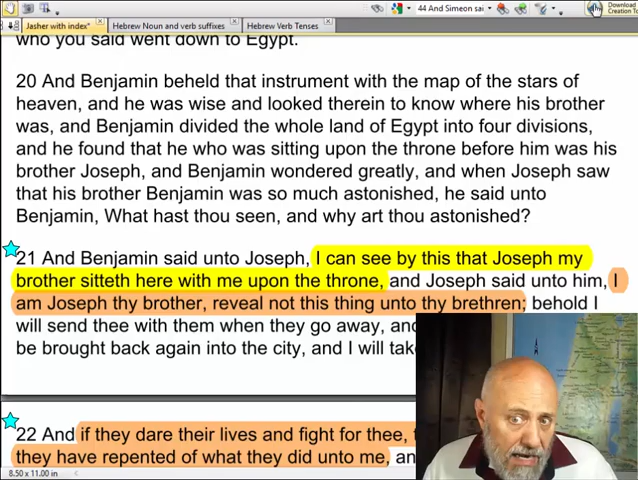 44 And Simeon sai
Download
Creation To
Jasher with index*
Hebrew Noun and verb suffixes
Hebrew Verb Tenses
who you said went down to Egypt.
20 And Benjamin beheld that instrument with the map of the stars of
heaven, and he was wise and looked therein to know where his brother
was, and Benjamin divided the whole land of Egypt into four divisions,
and he found that he who was sitting upon the throne before him was his
brother Joseph, and Benjamin wondered greatly, and when Joseph saw
that his brother Benjamin was so much astonished, he said unto
Benjamin, What hast thou seen, and why art thou astonished?
21 And Benjamin said unto Joseph, I can see by this that Joseph my
brother sitteth here with me upon the throne, and Joseph said unto him, I
am Joseph thy brother, reveal not this thing unto thy brethren; behold I
will send thee with them when they go away, and
be brought back again into the city, and I will take
22 And if they dare their lives and fight for thee,
they have repented of what they did unto me, an
8.50 x 11.00 in